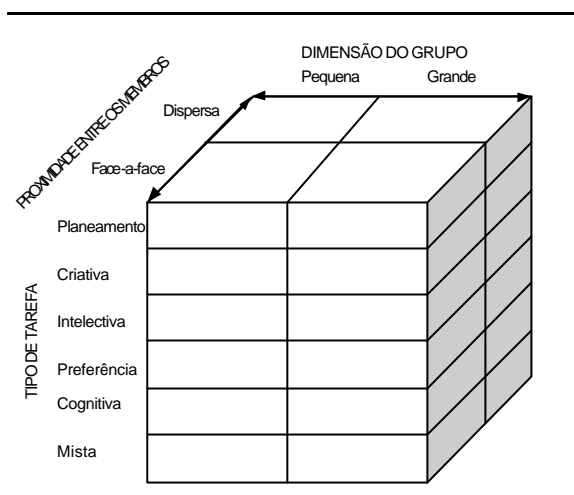 DIMENSÃO DO GRUPO
Pequena Grande
PROXIMIDADE ENTRE OS MEMBROS
Dispersa
Face-a-face
TIPO DE TAREFA
Planeamento
Criativa
Intelectiva
Preferência
Cognitiva
Mista